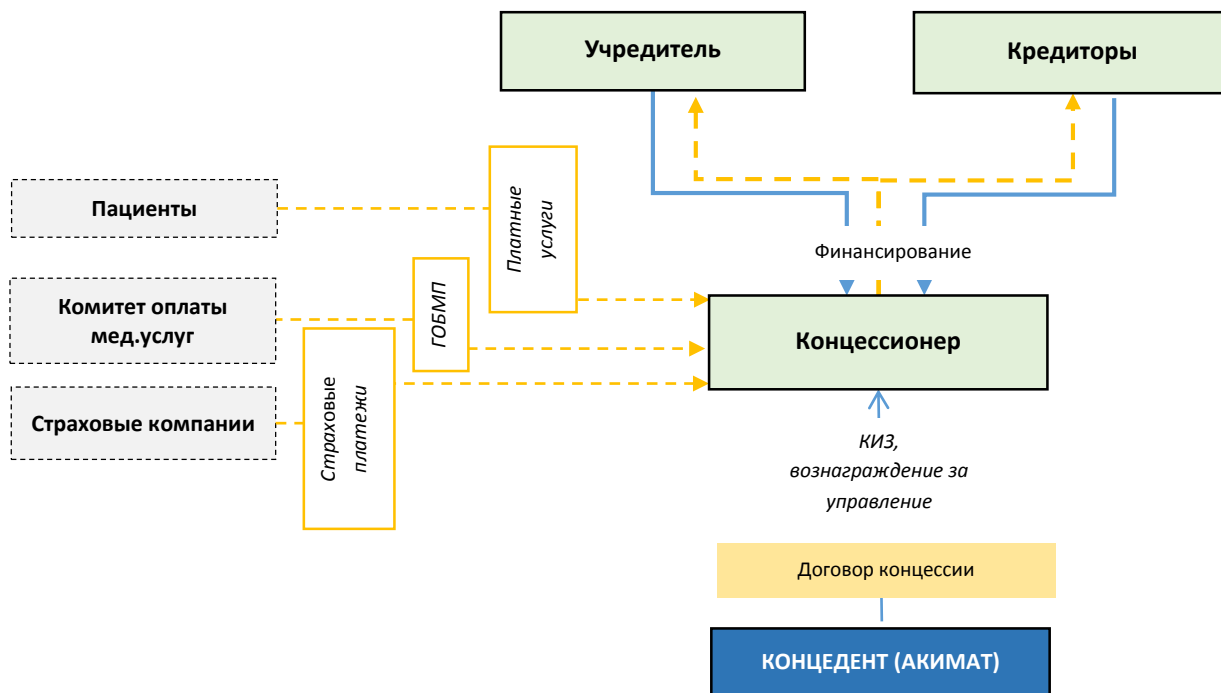 Учредитель
Кредиторы
Пациенты
Платные
услуги
Финансирование
Комитет оплаты
мед.услуг
ГОБМП
Концессионер
Страховые компании
Страховые
платежи
КИЗ,
вознаграждение за
управление
Договор концессии
КОНЦЕДЕНТ (АКИМАТ)